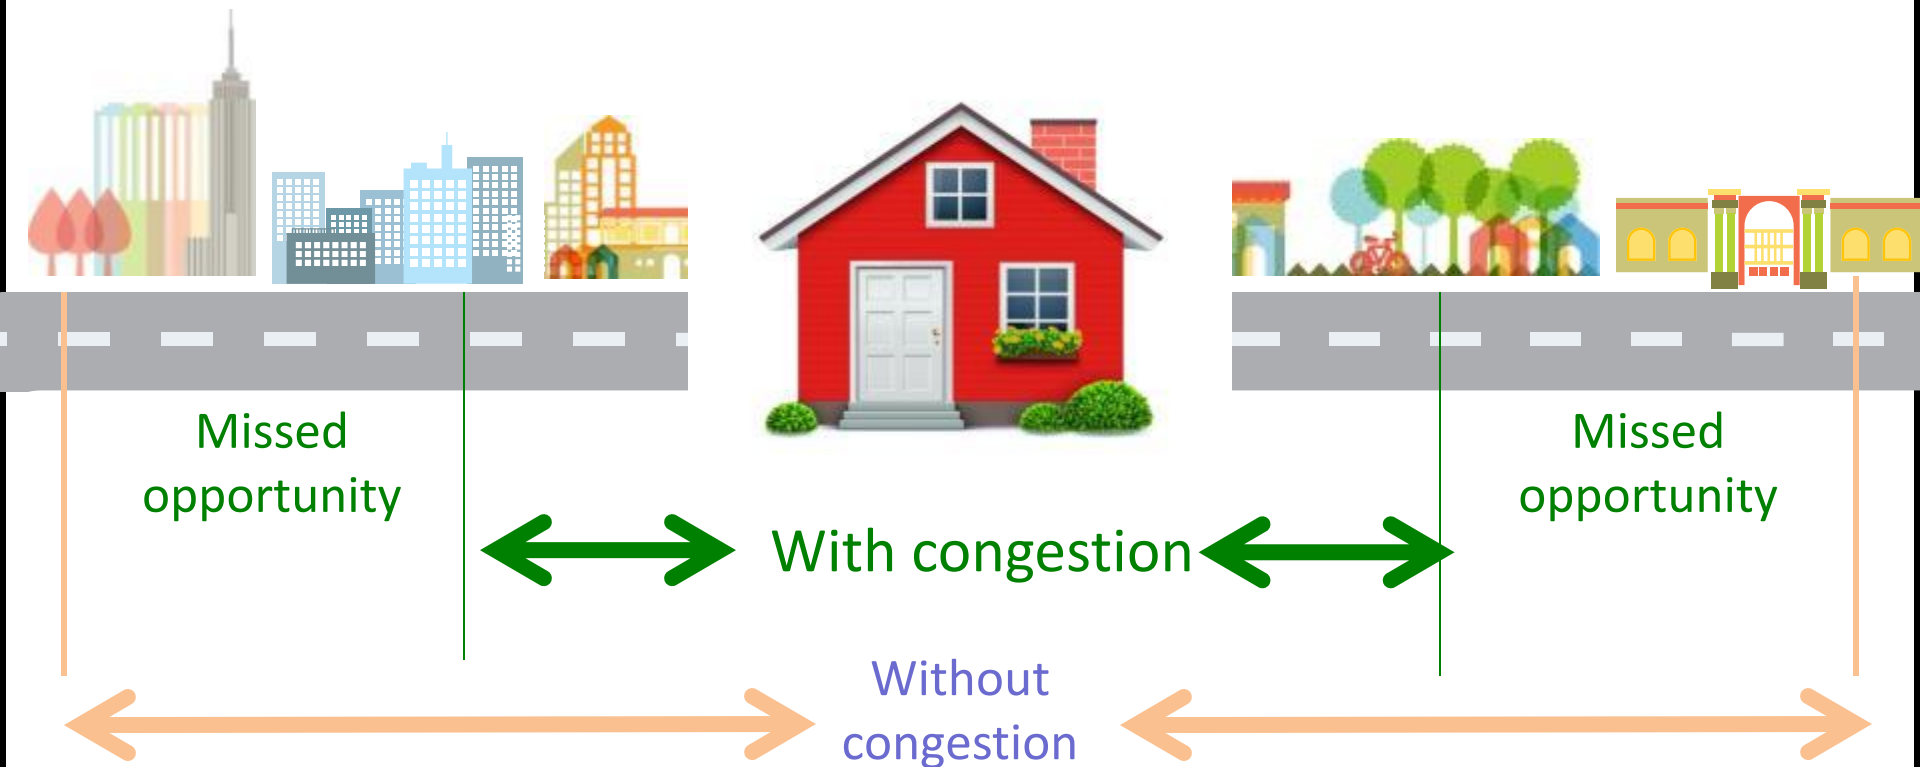 Missed
opportunity
Missed
opportunity
With congestion
Without
congestion